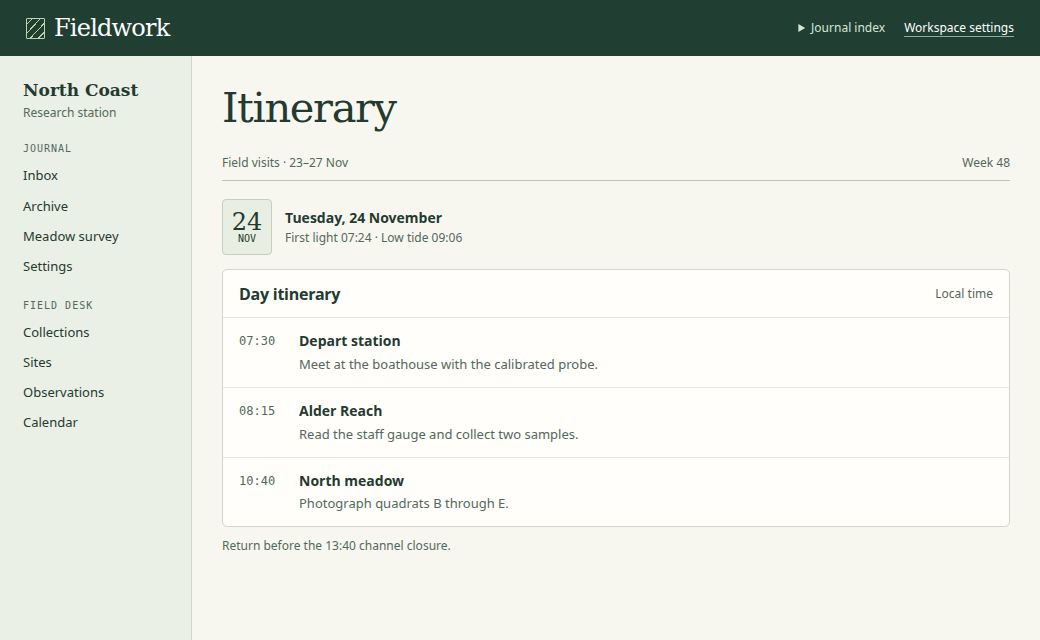 Fieldwork
Journal index
Workspace settings
North Coast
Research station
JOURNAL
Inbox
Archive
Meadow survey
Settings
FIELD DESK
Collections
Sites
Observations
Calendar
Itinerary
Field visits · 23–27 Nov
Week 48
24
NOV
Tuesday, 24 November
First light 07:24 · Low tide 09:06
Day itinerary
Local time
07:30 Depart station
Meet at the boathouse with the calibrated probe.
08:15 Alder Reach
Read the staff gauge and collect two samples.
10:40 North meadow
Photograph quadrats B through E.
Return before the 13:40 channel closure.